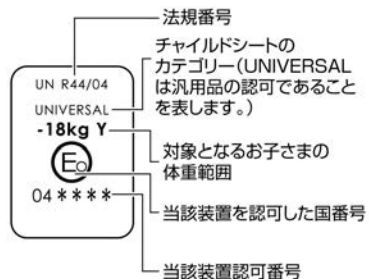 法規番号
チャイルドシートの
カテゴリー(UNIVERSAL
は汎用品の認可であること
を表します。)
対象となるお子さまの
体重範囲
当該装置を認可した国番号
当該装置認可番号
UN R44/04
UNIVERSAL
-18kg Y
E0
04 ****